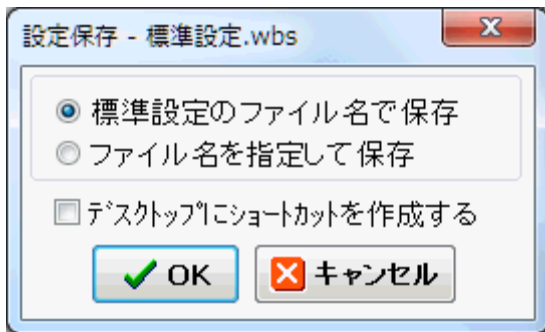 設定保存 - 標準設定.wbs
標準設定のファイル名で保存
ファイル名を指定して保存
ﾃﾞｽｸﾄｯﾌﾟにｼｮｰﾄｶｯﾄを作成する
OK
キャンセル